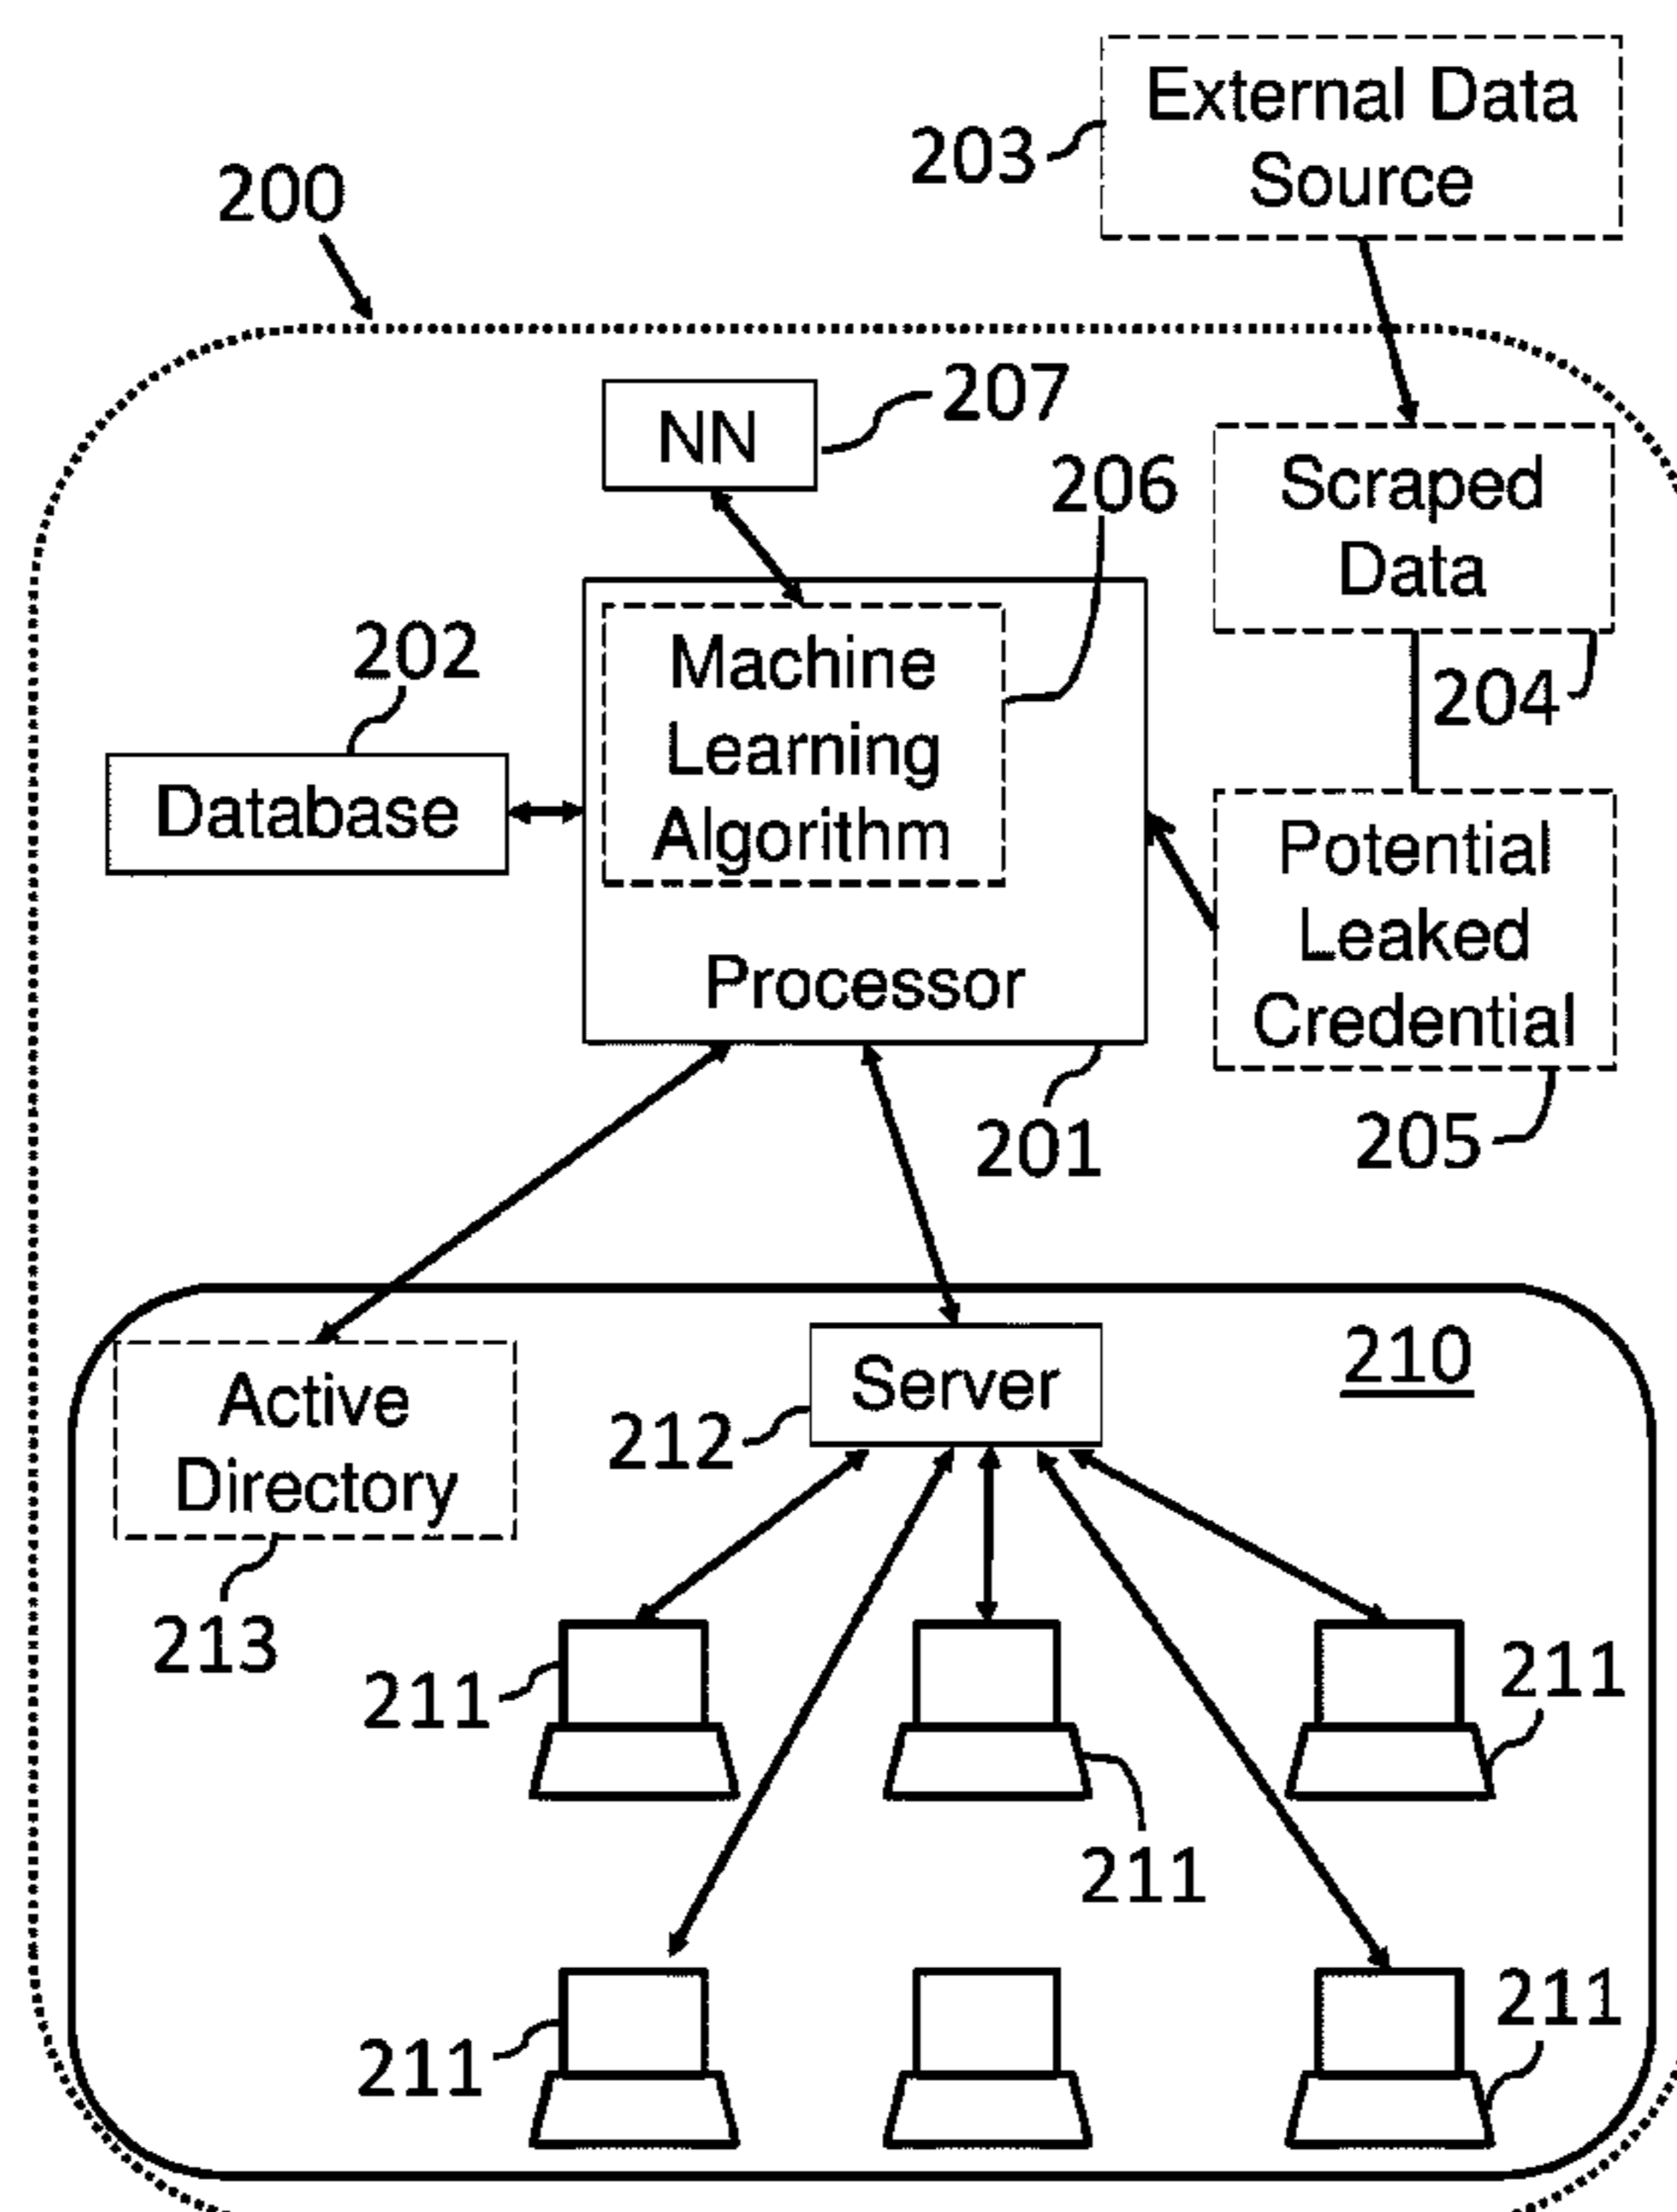 External Data
Source
203
200
NN
207
206
Scraped
Data
204
202
Machine
Learning
Algorithm
Database
Potential
Leaked
Credential
Processor
201
205
210
Server
212
Active
Directory
213
211
211
211
211
211